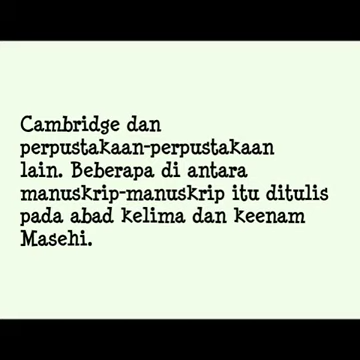 Cambridge dan
perpustakaan-perpustakaan
lain. Beberapa di antara
manuskrip-manuskrip itu ditulis
pada abad kelima dan keenam
Masehi.